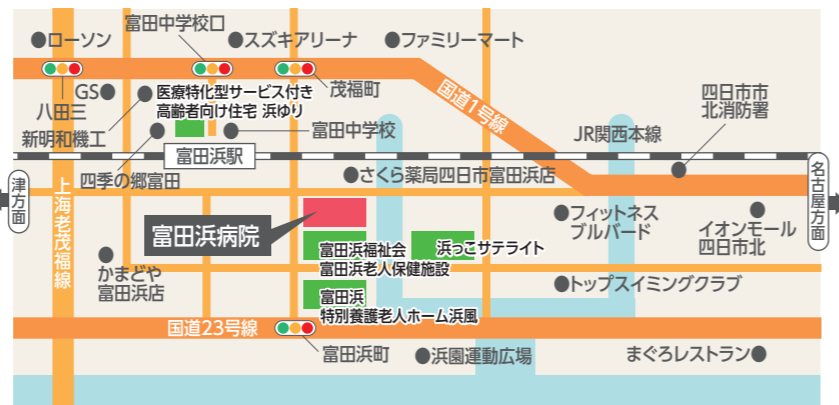 富田中学校口
ローソン
スズキアリーナ
ファミリーマート
GS
医療特化型サービス付き
高齢者向け住宅 浜ゆり
茂福町
国道1号線
四日市市
北消防署
八田三
新明和機工
富田中学校
JR関西本線
富田浜駅
四季の郷富田
さくら薬局四日市富田浜店
津方面
名古屋方面
上海老茂福線
富田浜病院
フィットネス
ブルバード
イオンモール
四日市北
富田浜福祉会
富田浜老人保健施設
浜っこサテライト
かまどや
富田浜店
トップスイミングクラブ
富田浜
特別養護老人ホーム浜風
国道23号線
富田浜町
浜園運動広場
まぐろレストラン